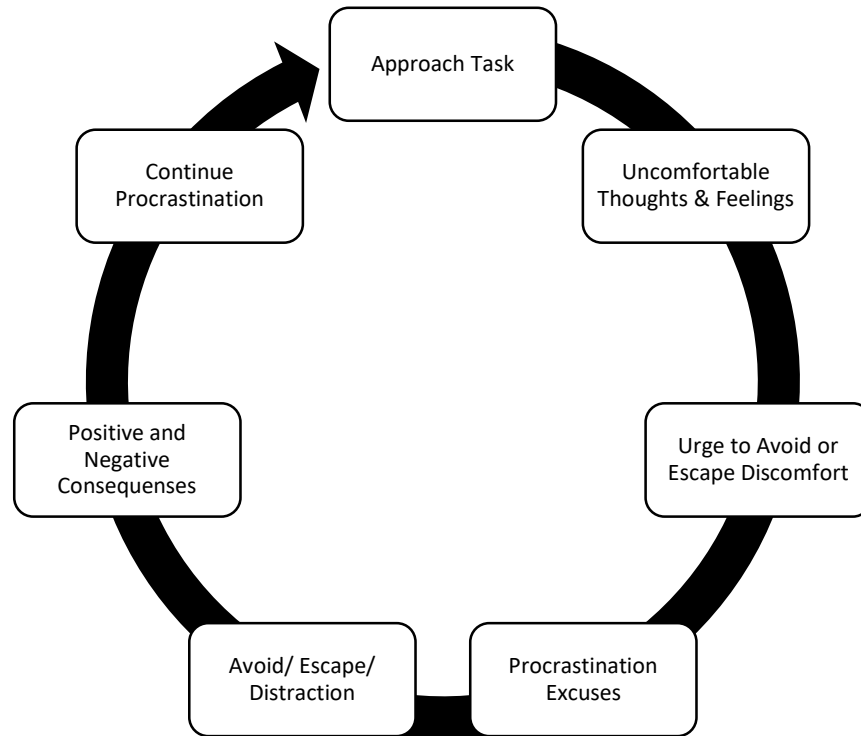 Approach Task
Uncomfortable
Thoughts & Feelings
Urge to Avoid or
Escape Discomfort
Procrastination
Excuses
Avoid/ Escape/
Distraction
Positive and
Negative
Consequenses
Continue
Procrastination